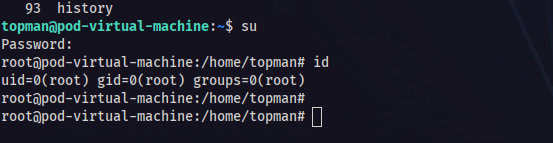 93  history
topman@pod-virtual-machine:~$ su
Password:
root@pod-virtual-machine:/home/topman# id
uid=0(root) gid=0(root) groups=0(root)
root@pod-virtual-machine:/home/topman#
root@pod-virtual-machine:/home/topman#